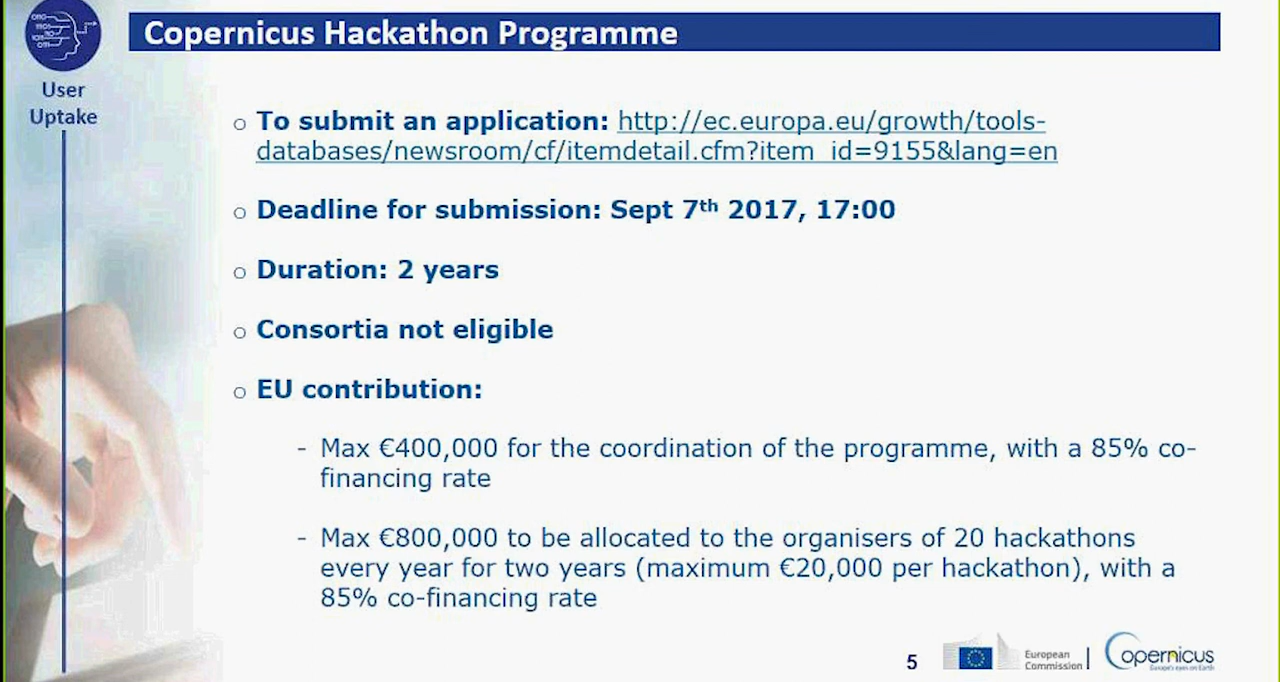 Copernicus Hackathon Programme
User
Uptake
To submit an application: http://ec.europa.eu/growth/tools-
databases/newsroom/cf/itemdetail.cfm?item_id=9155&lang=en
Deadline for submission: Sept 7th 2017, 17:00
Duration: 2 years
Consortia not eligible
EU contribution:
- Max €400,000 for the coordination of the programme, with a 85% co-
financing rate
- Max €800,000 to be allocated to the organisers of 20 hackathons
every year for two years (maximum €20,000 per hackathon), with a
85% co-financing rate
5
European
Commission
Copernicus
Europe's eyes on Earth